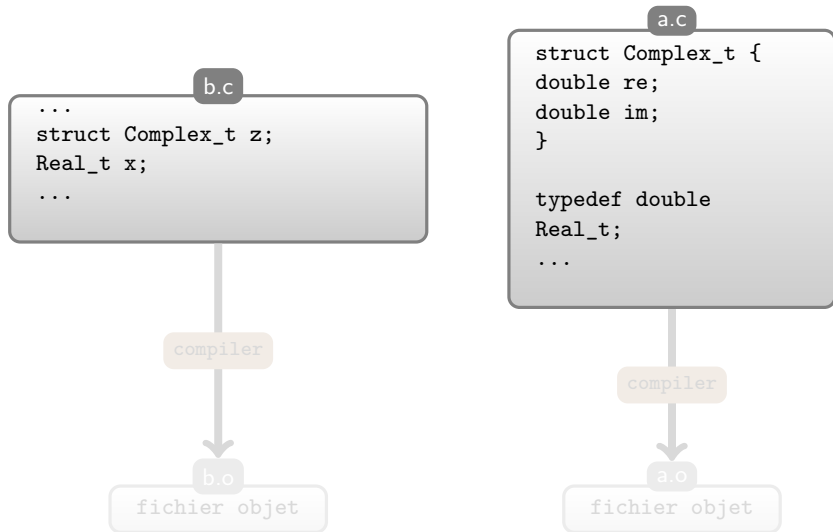 b.c
...
struct Complex_t z;
Real_t x;
...
compiler
b.o
fichier objet
a.c
struct Complex_t {
double re;
double im;
}
typedef double
Real_t;
...
compiler
a.o
fichier objet